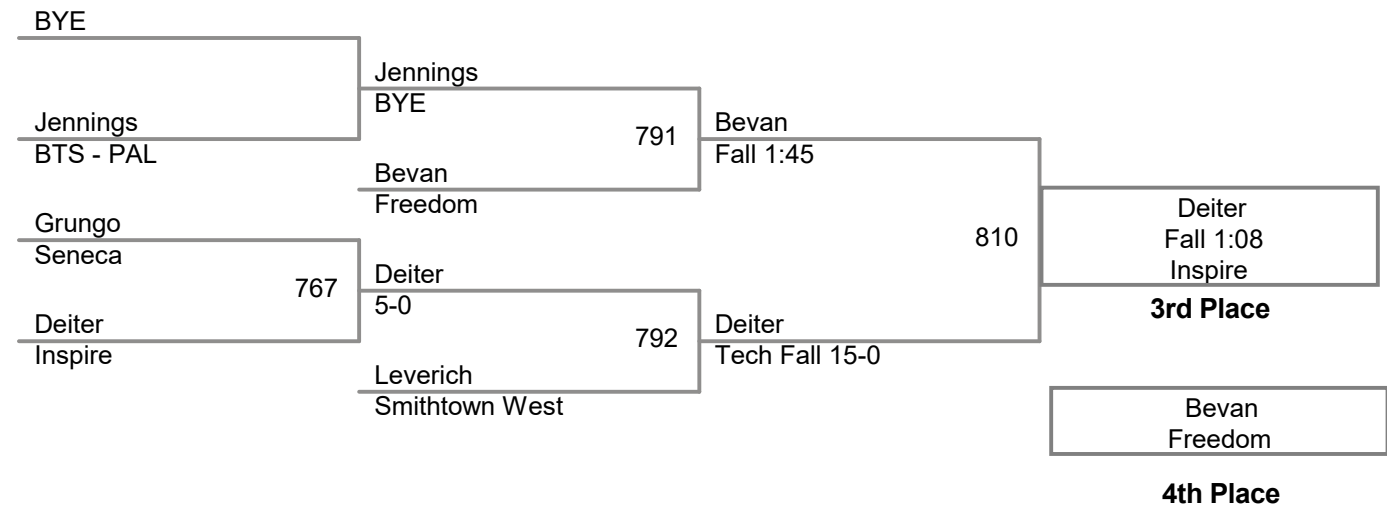 BYE
Jennings
BYE
Jennings
BTS - PAL
791
Bevan
Fall 1:45
Bevan
Freedom
Grungo
Seneca
810
Deiter
Fall 1:08
Inspire
3rd Place
767
Deiter
5-0
Deiter
Inspire
792
Deiter
Tech Fall 15-0
Leverich
Smithtown West
Bevan
Freedom
4th Place